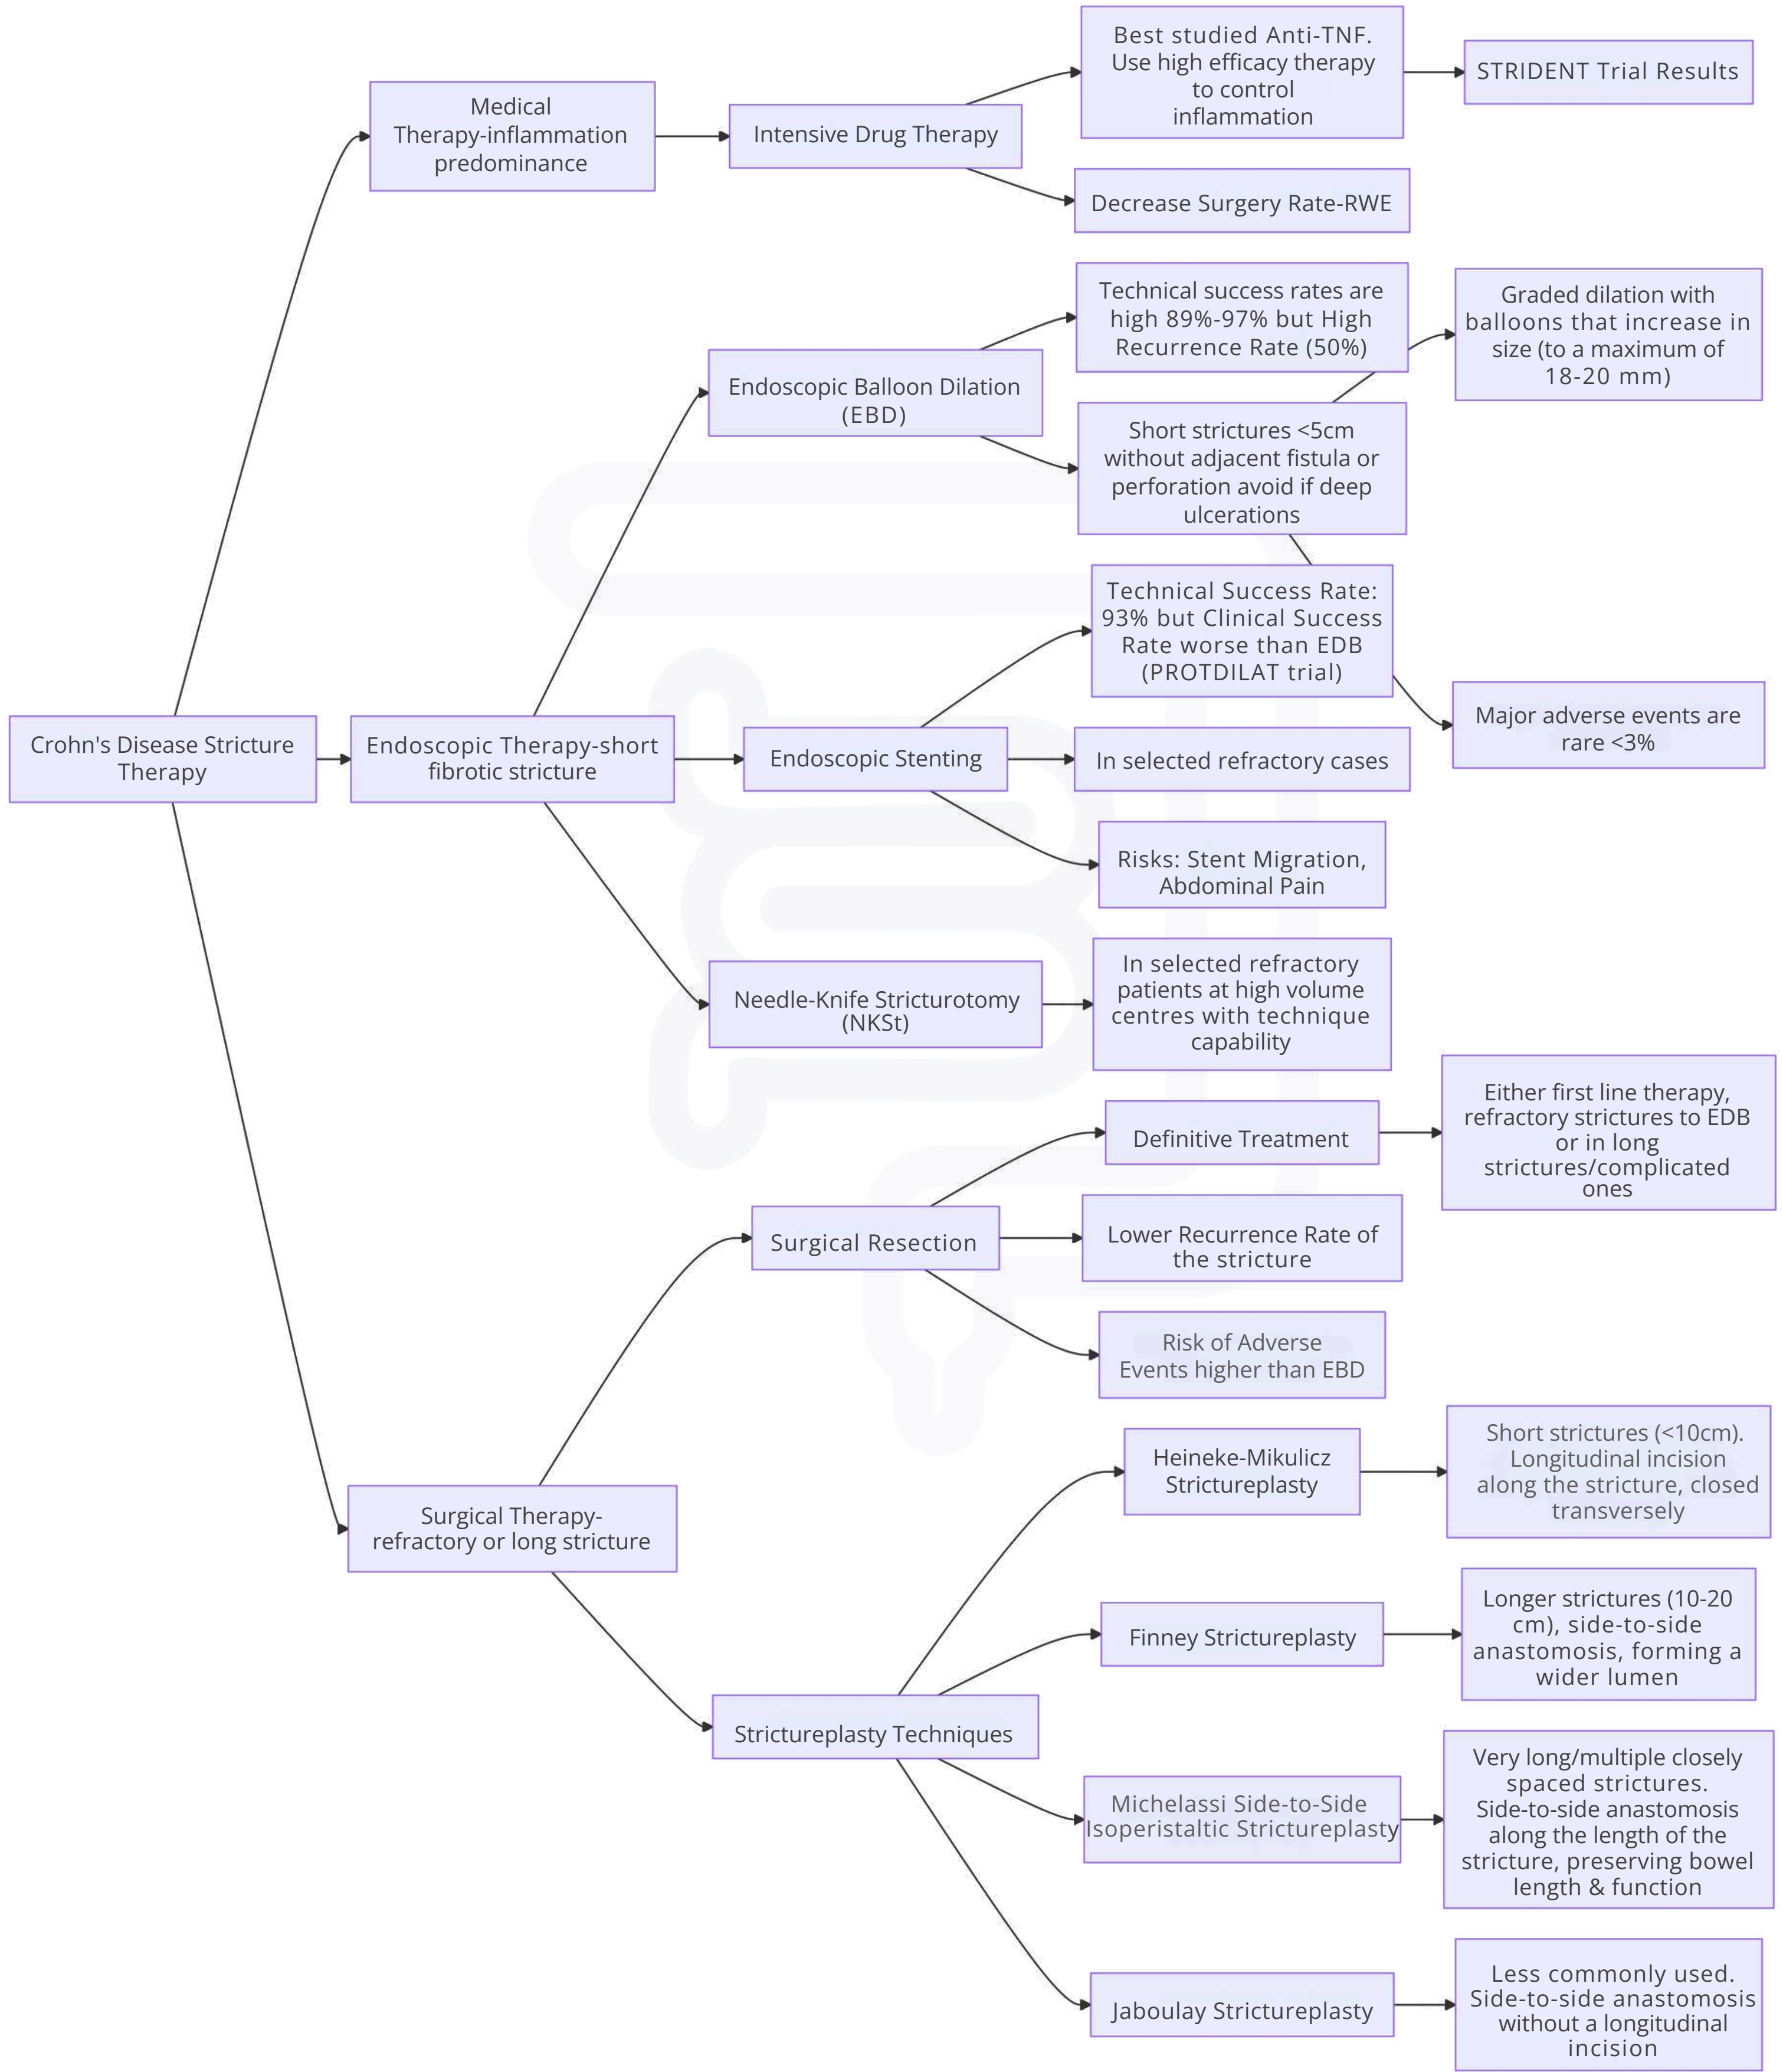 Best studied Anti-TNF.
Use high efficacy therapy
to control
inflammation
STRIDENT Trial Results
Medical
Therapy-inflammation
predominance
Intensive Drug Therapy
Decrease Surgery Rate-RWE
Technical success rates are
high 89%-97% but High
Recurrence Rate (50%)
Graded dilation with
balloons that increase in
size (to a maximum of
18-20 mm)
Endoscopic Balloon Dilation
(EBD)
Short strictures <5cm
without adjacent fistula or
perforation avoid if deep
ulcerations
Technical Success Rate:
93% but Clinical Success
Rate worse than EDB
(PROTDILAT trial)
Major adverse events are
rare <3%
Crohn's Disease Stricture
Therapy
Endoscopic Therapy-short
fibrotic stricture
Endoscopic Stenting
In selected refractory cases
Risks: Stent Migration,
Abdominal Pain
Needle-Knife Stricturotomy
(NKSt)
In selected refractory
patients at high volume
centres with technique
capability
Definitive Treatment
Either first line therapy,
refractory strictures to EDB
or in long
strictures/complicated
ones
Surgical Resection
Lower Recurrence Rate of
the stricture
Risk of Adverse
Events higher than EBD
Surgical Therapy-
refractory or long stricture
Heineke-Mikulicz
Strictureplasty
Short strictures (<10cm).
Longitudinal incision
along the stricture, closed
transversely
Finney Strictureplasty
Longer strictures (10-20
cm), side-to-side
anastomosis, forming a
wider lumen
Strictureplasty Techniques
Michelassi Side-to-Side
Isoperistaltic Strictureplasty
Very long/multiple closely
spaced strictures.
Side-to-side anastomosis
along the length of the
stricture, preserving bowel
length & function
Jaboulay Strictureplasty
Less commonly used.
Side-to-side anastomosis
without a longitudinal
incision